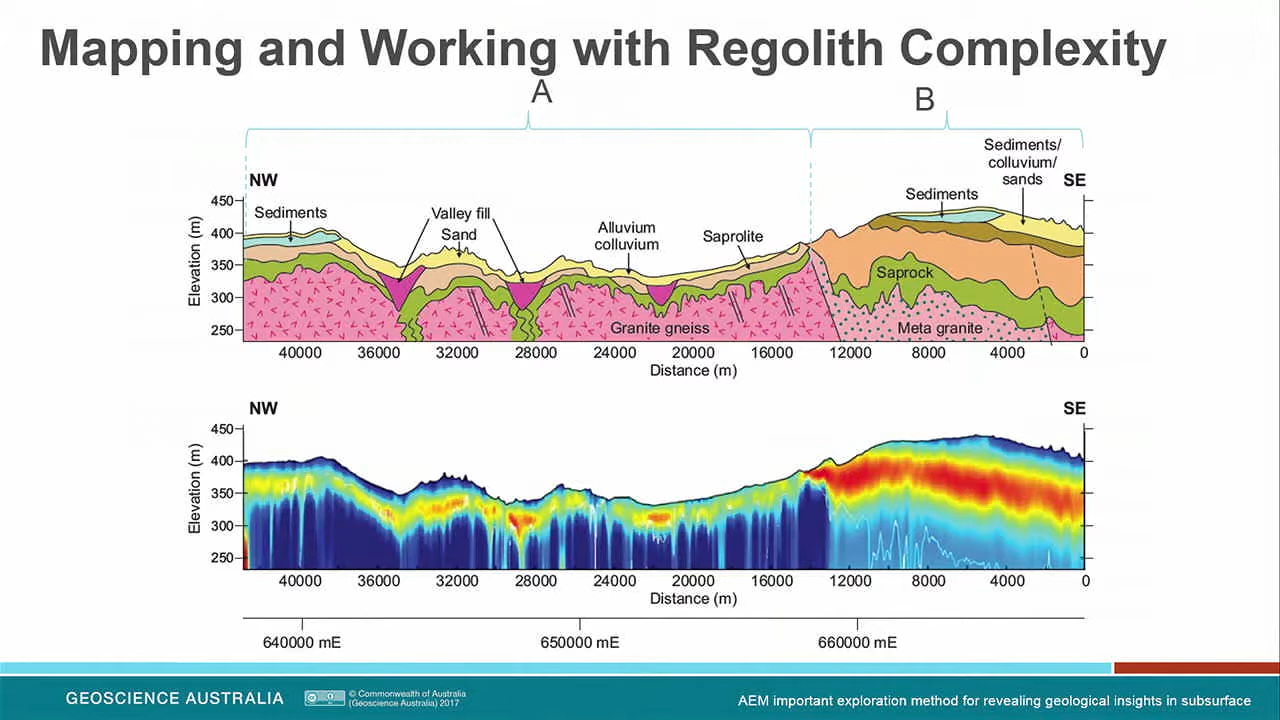 Mapping and Working with Regolith Complexity
A
B
Sediments/
colluvium/
sands
NW
SE
Sediments
Valley fill
Sand
Alluvium
colluvium
Saprolite
Sediments
Saprock
Granite gneiss
Meta granite
Elevation (m)
450
400
350
300
250
40000 36000 32000 28000 24000 20000 16000 12000 8000 4000 0
Distance (m)
NW
SE
Elevation (m)
450
400
350
300
250
40000 36000 32000 28000 24000 20000 16000 12000 8000 4000 0
Distance (m)
640000 mE 650000 mE 660000 mE
GEOSCIENCE AUSTRALIA
cc
© Commonwealth of Australia
(Geoscience Australia) 2017
AEM important exploration method for revealing geological insights in subsurface